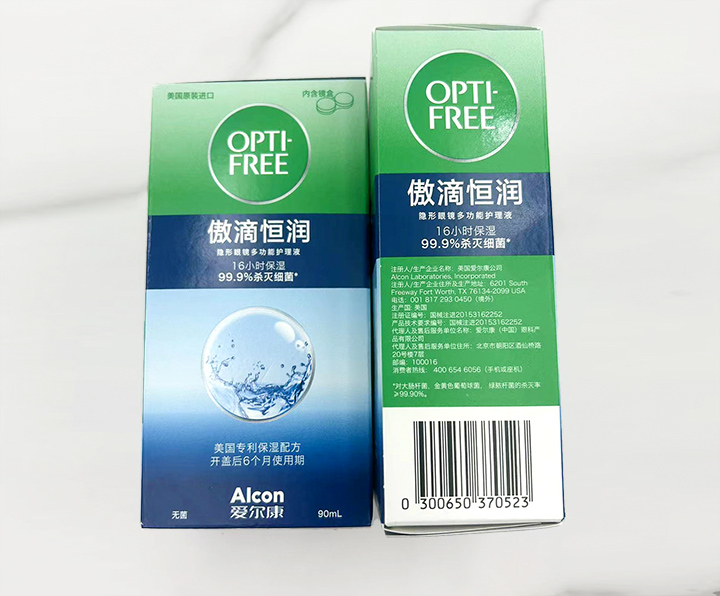 美国原装进口
内含镜盒
OPTI-
FREE
傲滴恒润
隐形眼镜多功能护理液
16小时保湿
99.9%杀灭细菌*
美国专利保湿配方
开盖后6个月使用期
Alcon
爱尔康
无菌
90mL
OPTI-
FREE
傲滴恒润
隐形眼镜多功能护理液
16小时保湿
99.9%杀灭细菌*
注册人/生产企业名称：美国爱尔康公司
Alcon Laboratories, Incorporated
注册人/生产企业住所及生产地址：6201 South
Freeway Fort Worth, TX 76134-2099 USA
电话：001 817 293 0450（境外）
生产国: 美国
注册证编号：国械注进20153162252
产品技术要求编号：国械注进20153162252
代理人及售后服务单位名称：爱尔康（中国）眼科产
品有限公司
代理人及售后服务单位住所：北京市朝阳区酒仙桥路
20号楼7层
邮编：100016
消费者热线： 400 654 6056（手机或座机）
*对大肠杆菌、金黄色葡萄球菌、绿脓杆菌的杀灭率
≥99.90%。
0 300650 370523